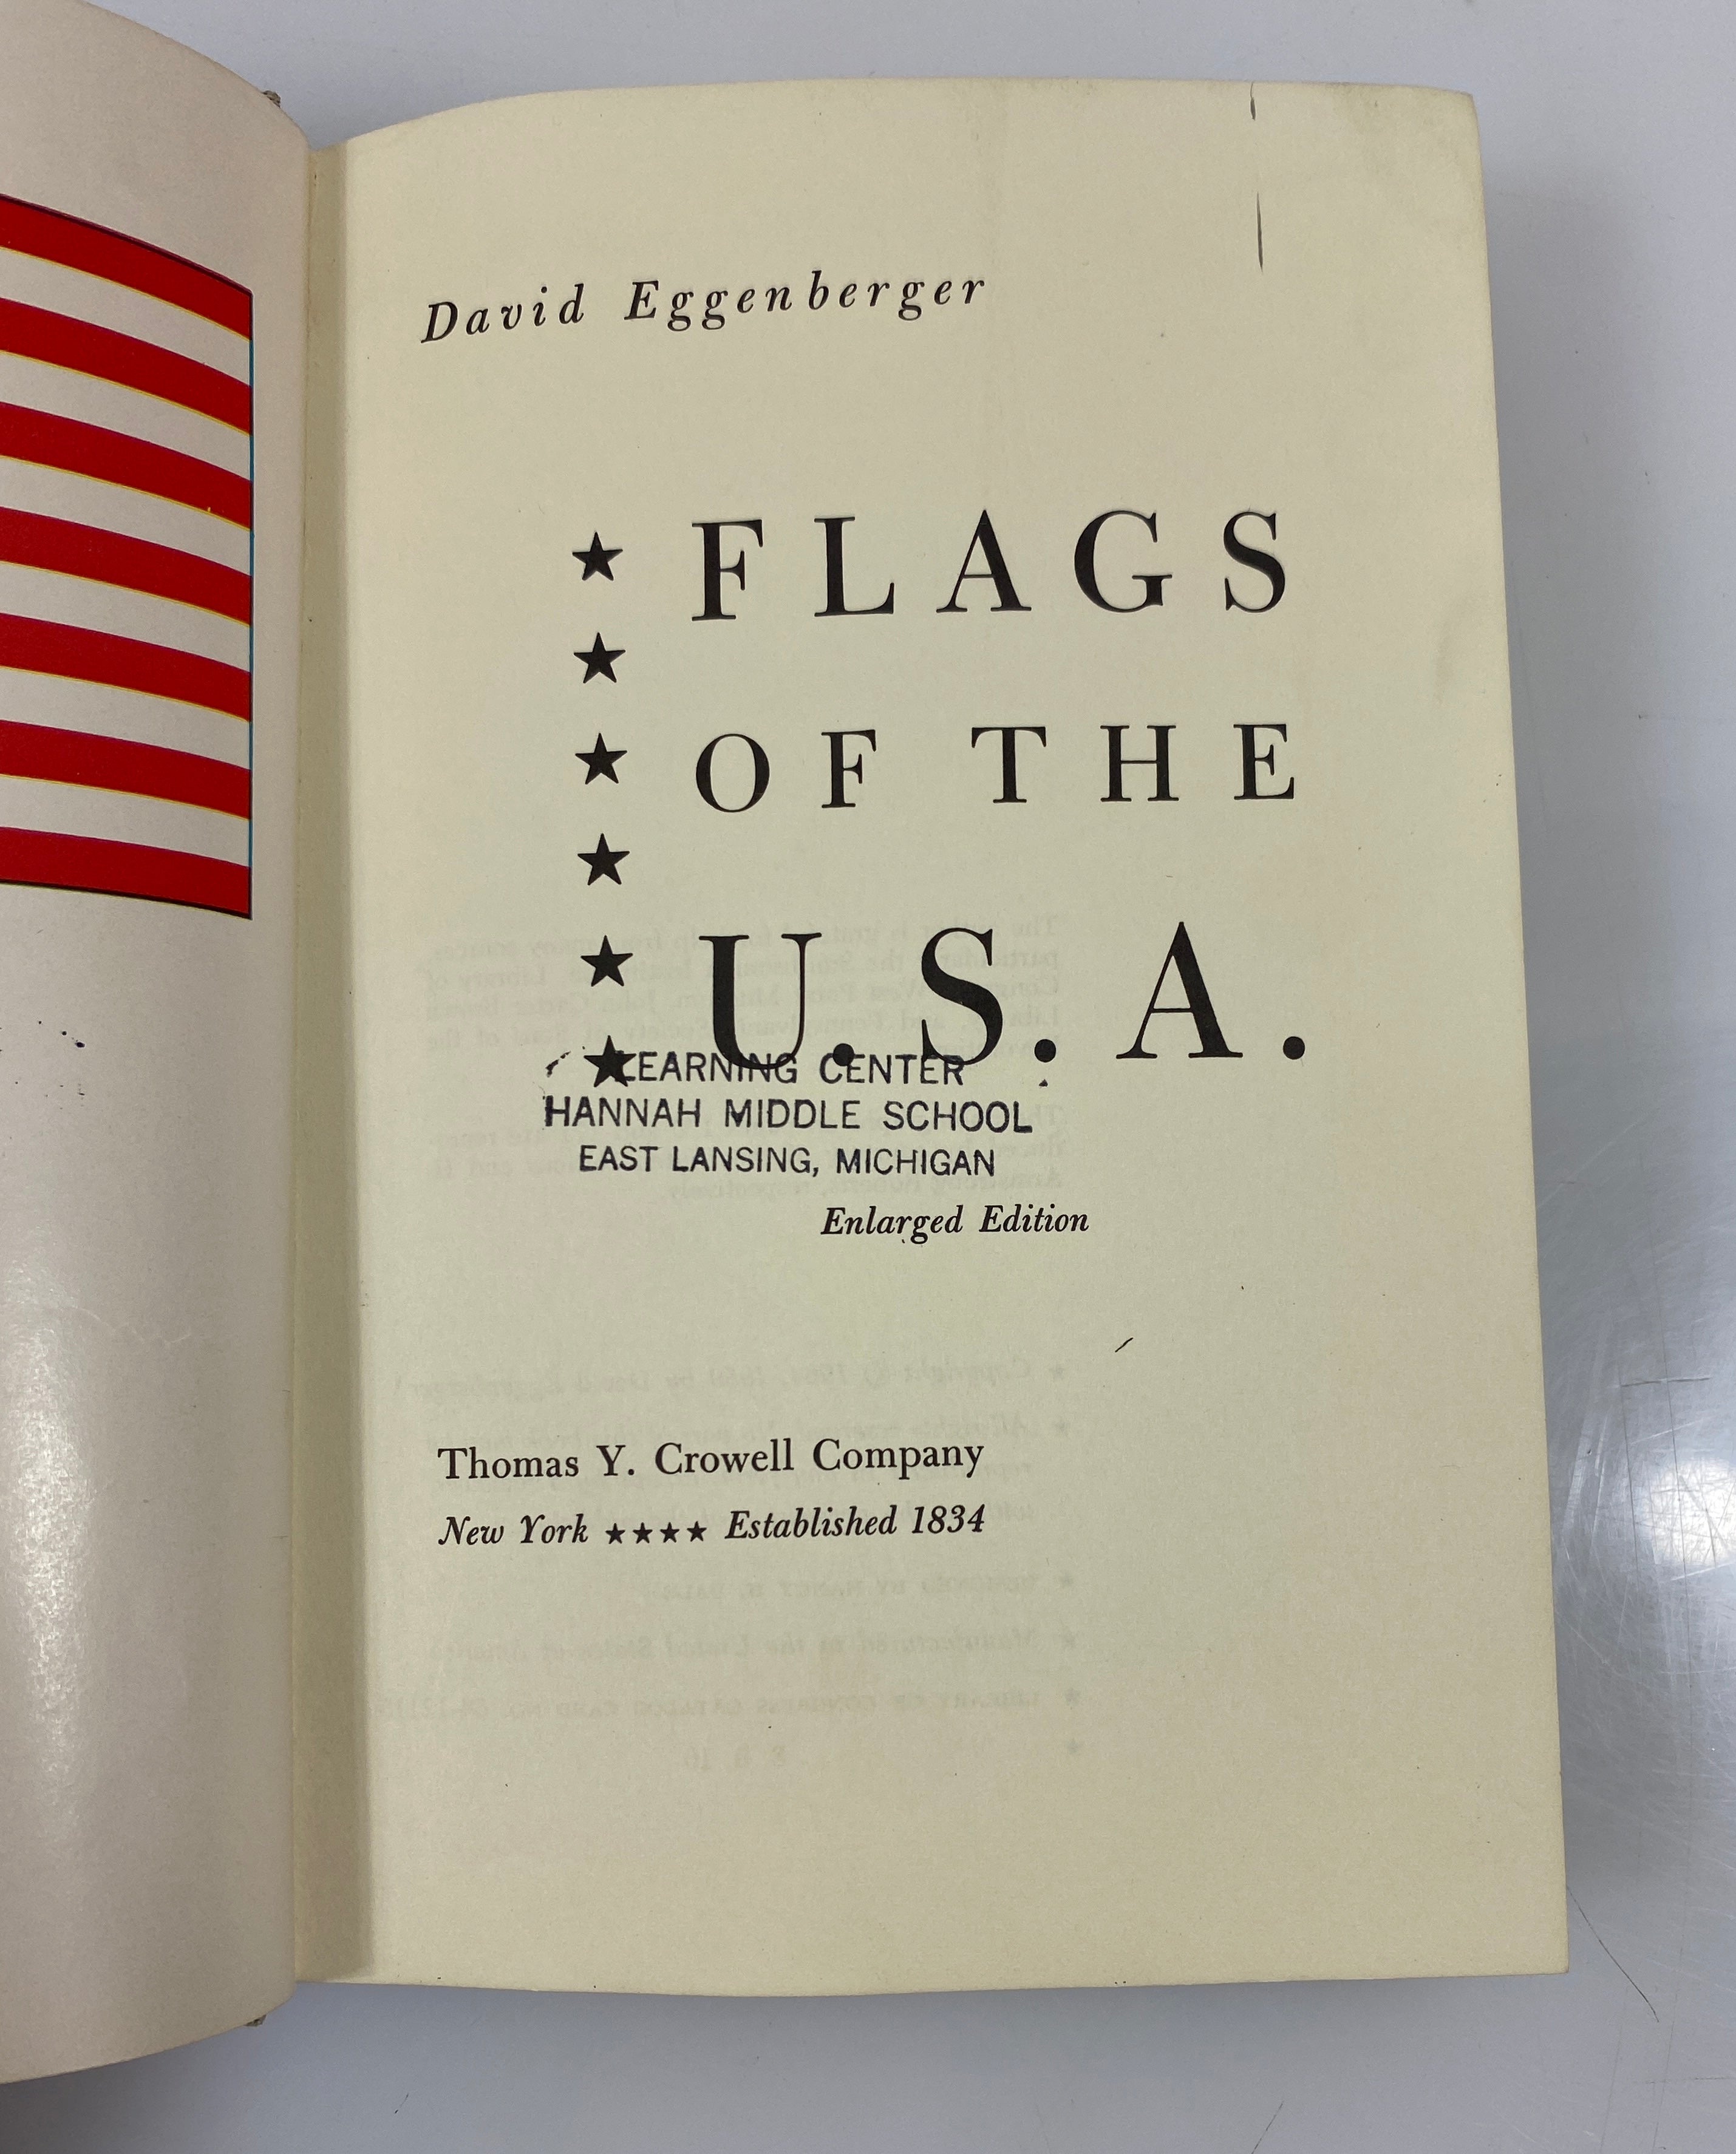 David Eggenberger
★ FLAGS
★
★ OF THE
★
★ U.S.A.
★
LEARNING CENTER
HANNAH MIDDLE SCHOOL
EAST LANSING, MICHIGAN
Enlarged Edition
Thomas Y. Crowell Company
New York ★★★★ Established 1834